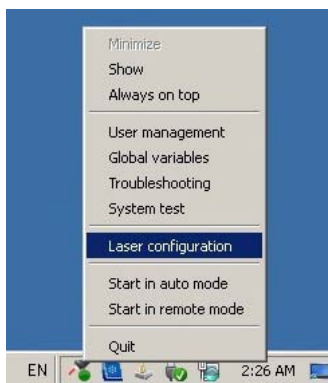 Minimize
Show
Always on top
User management
Global variables
Troubleshooting
System test
Laser configuration
Start in auto mode
Start in remote mode
Quit
EN 2:26 AM